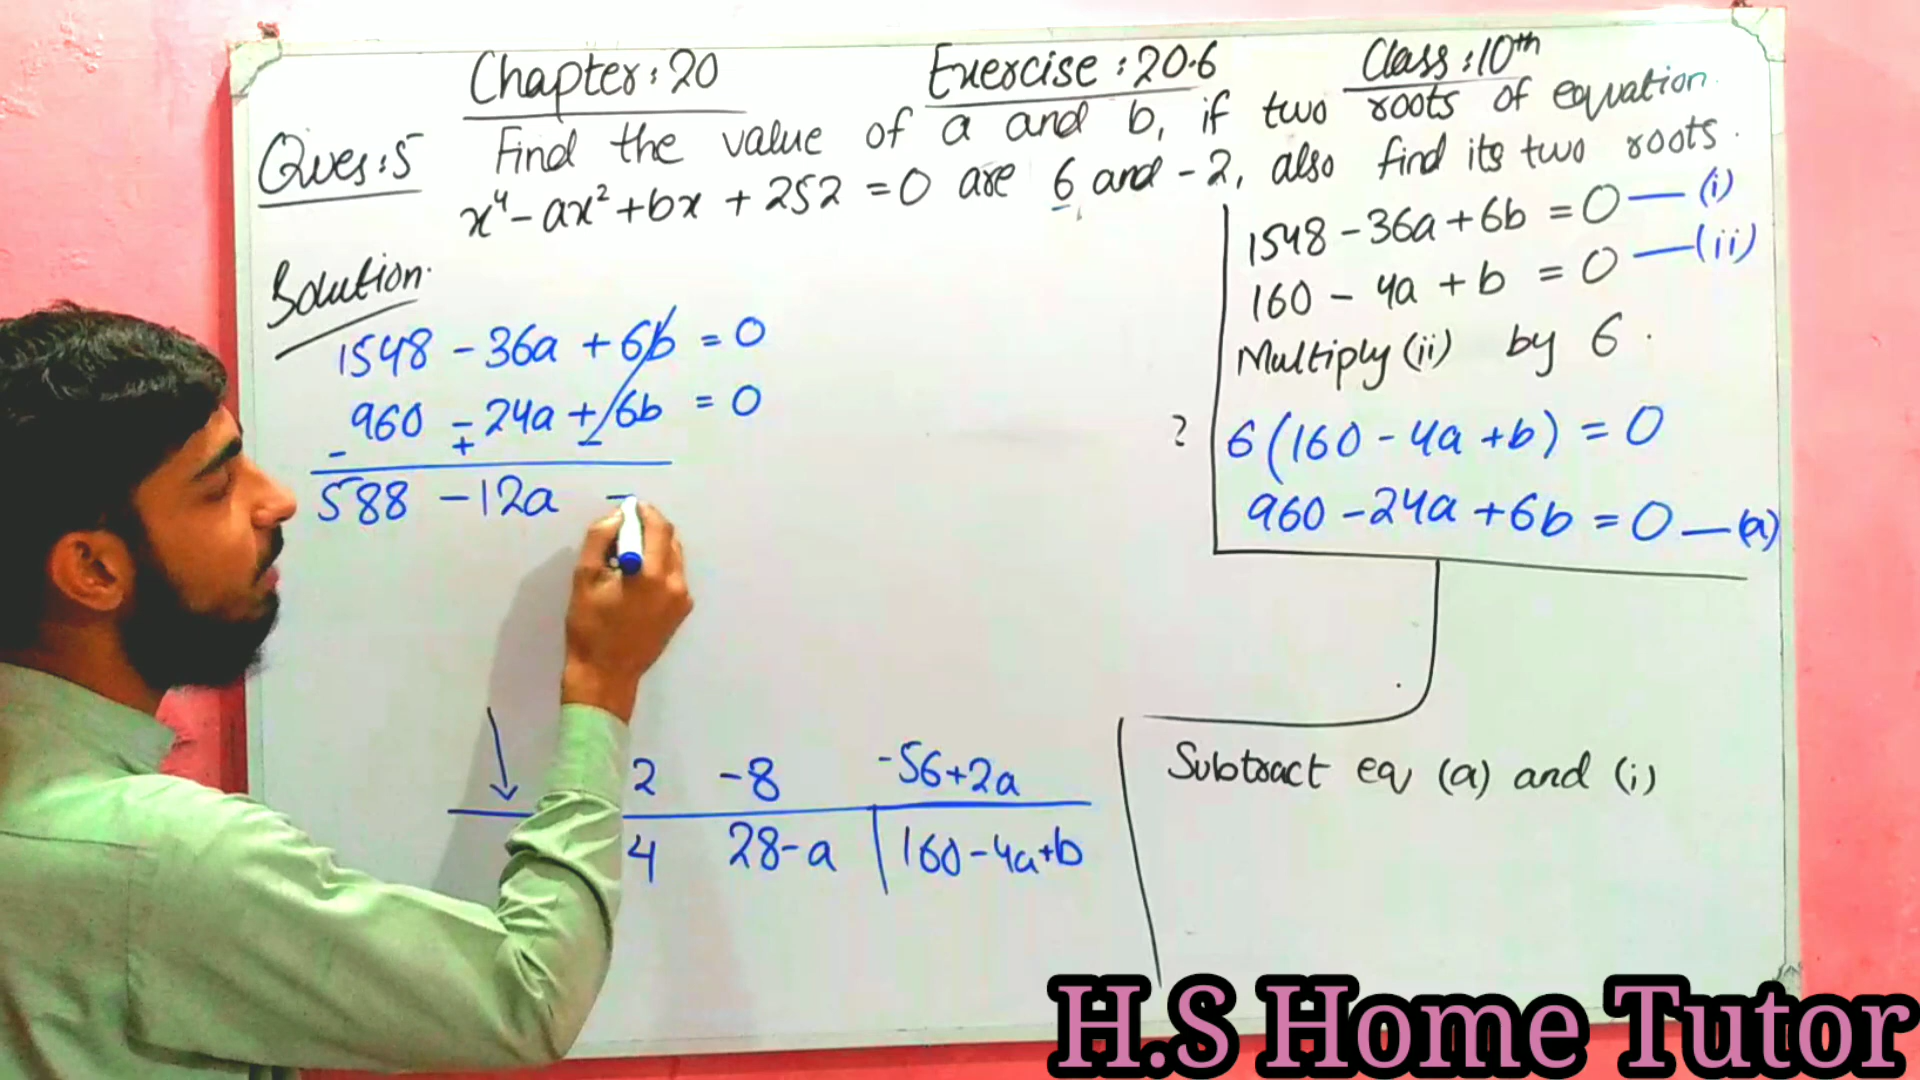 Chapter: 20 Exercise: 20.6 Class: 10th
Ques: 5 Find the value of a and b, if two roots of equation.
x⁴ - ax² + bx + 252 = 0 are 6 and -2, also find its two roots.
Solution.
1548 - 36a + 6b = 0
960 - 24a + 6b = 0
- + -
588 - 12a =
2 -8 -56+2a
4 28-a 160-4a+b
1548 - 36a + 6b = 0 — (i)
160 - 4a + b = 0 — (ii)
Multiply (ii) by 6.
? 6(160 - 4a + b) = 0
960 - 24a + 6b = 0 — (a)
Subtract eq (a) and (i)
H.S Home Tutor